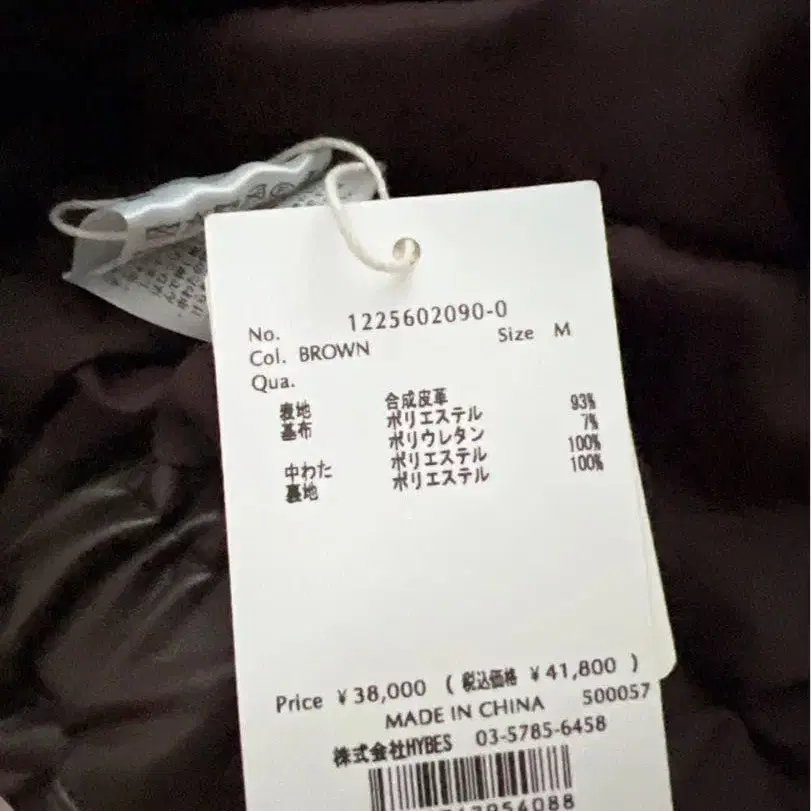 No. 1225602090-0
Col. BROWN Size M
Qua.
表地 合成皮革
基布 ポリエステル 93%
ポリウレタン 7%
中わた ポリエステル 100%
裏地 ポリエステル 100%
Price ¥38,000 (税込価格 ¥41,800)
MADE IN CHINA 500057
株式会社HYBES 03-5785-6458